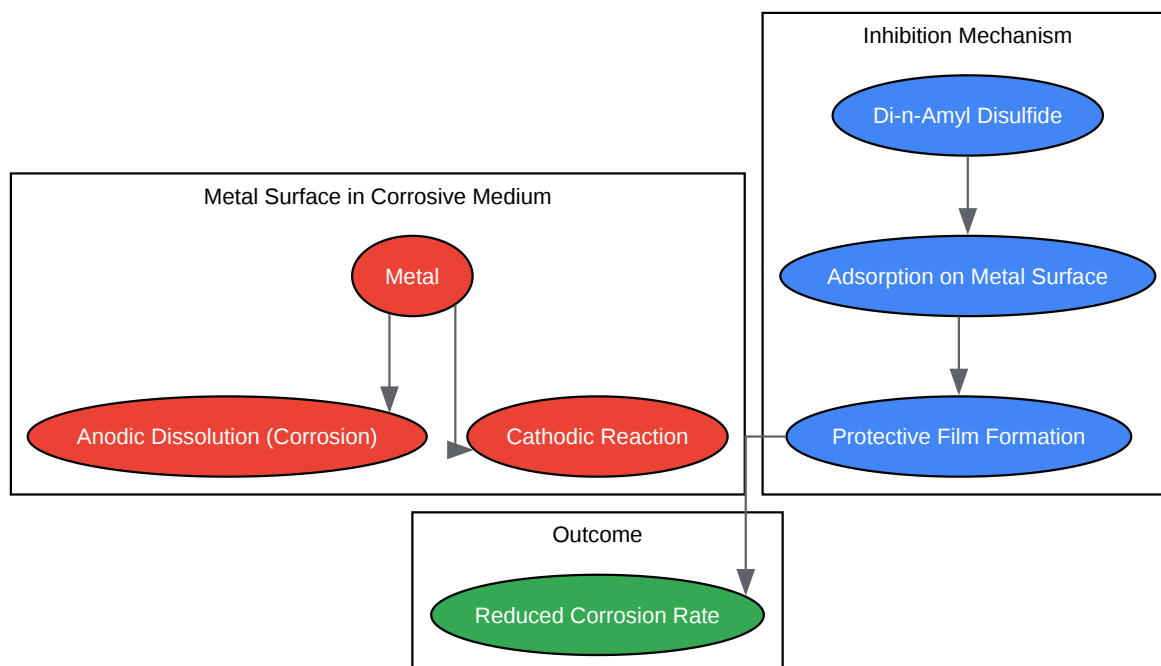 Inhibition Mechanism
Di-n-Amyl Disulfide
Metal Surface in Corrosive Medium
Metal
Adsorption on Metal Surface
Anodic Dissolution (Corrosion)
Cathodic Reaction
Protective Film Formation
Outcome
Reduced Corrosion Rate